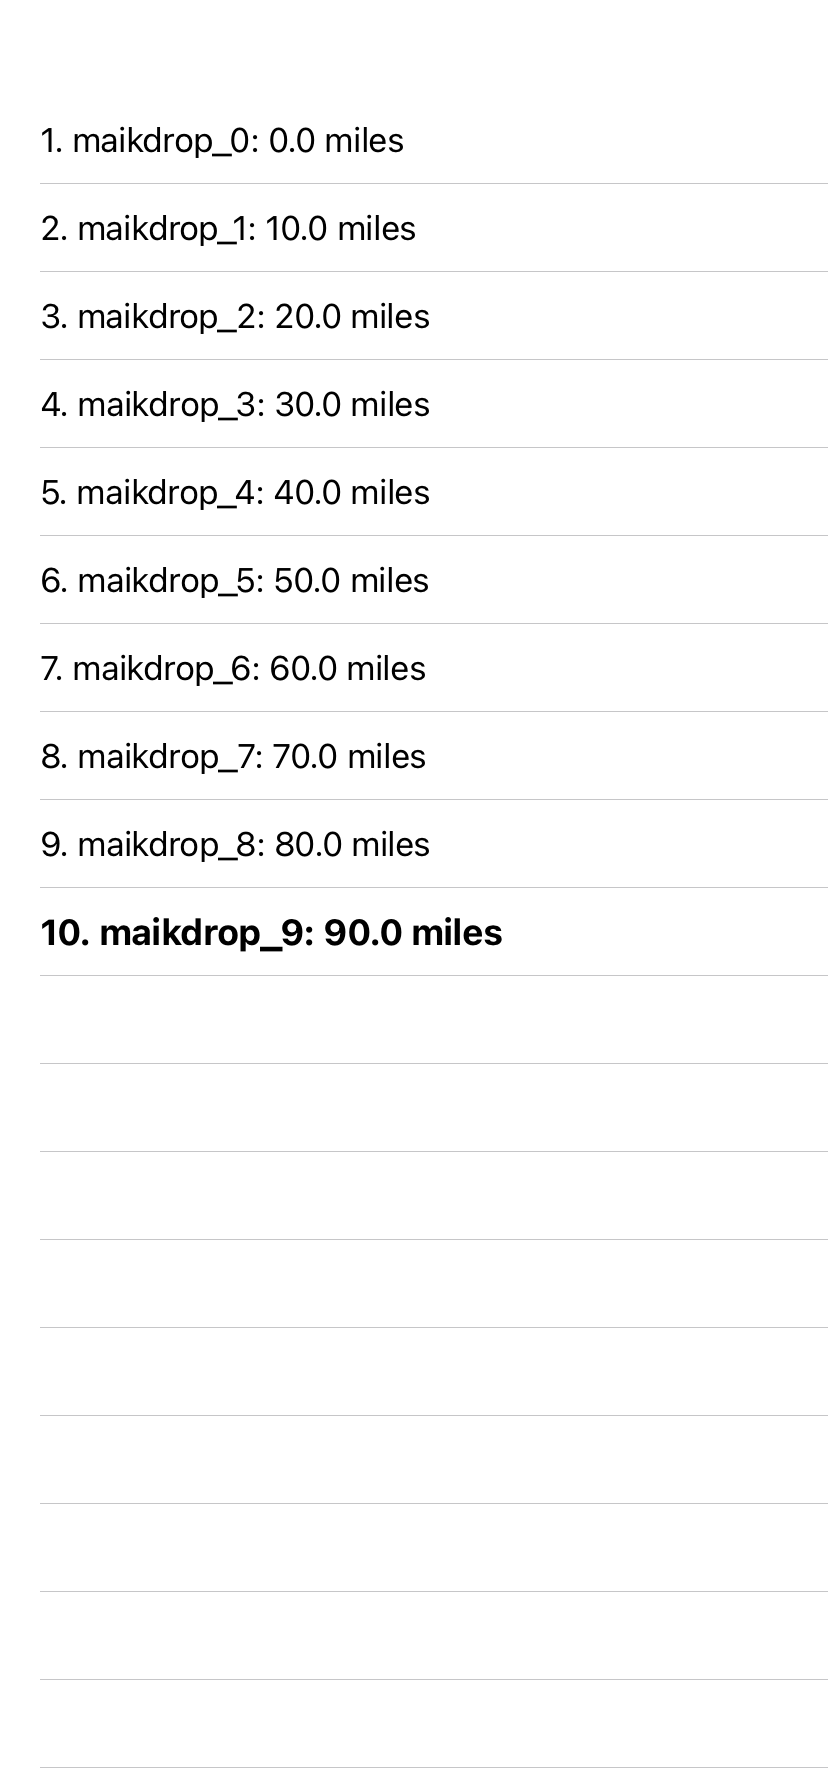 1. maikdrop_0: 0.0 miles
2. maikdrop_1: 10.0 miles
3. maikdrop_2: 20.0 miles
4. maikdrop_3: 30.0 miles
5. maikdrop_4: 40.0 miles
6. maikdrop_5: 50.0 miles
7. maikdrop_6: 60.0 miles
8. maikdrop_7: 70.0 miles
9. maikdrop_8: 80.0 miles
10. maikdrop_9: 90.0 miles